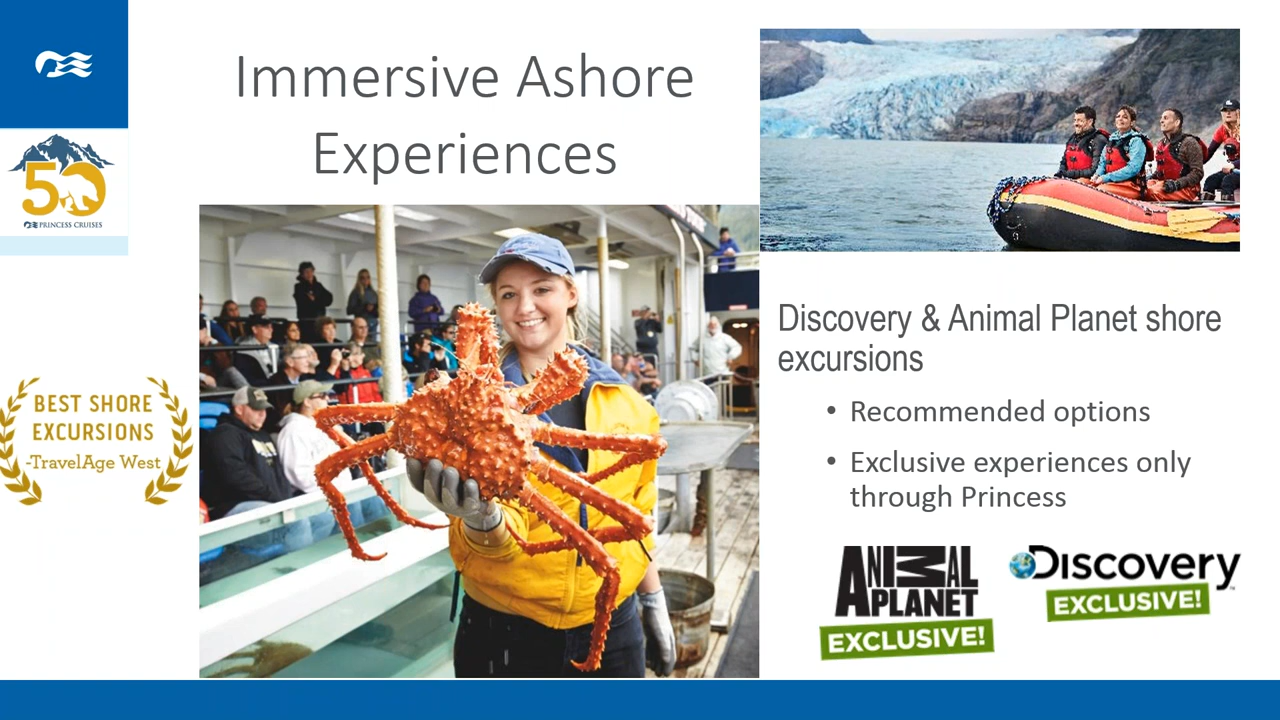 Immersive Ashore
Experiences
50
PRINCESS CRUISES
BEST SHORE
EXCURSIONS
-TravelAge West
Discovery & Animal Planet shore
excursions
• Recommended options
• Exclusive experiences only
through Princess
ANIMAL
PLANET
EXCLUSIVE!
Discovery
EXCLUSIVE!